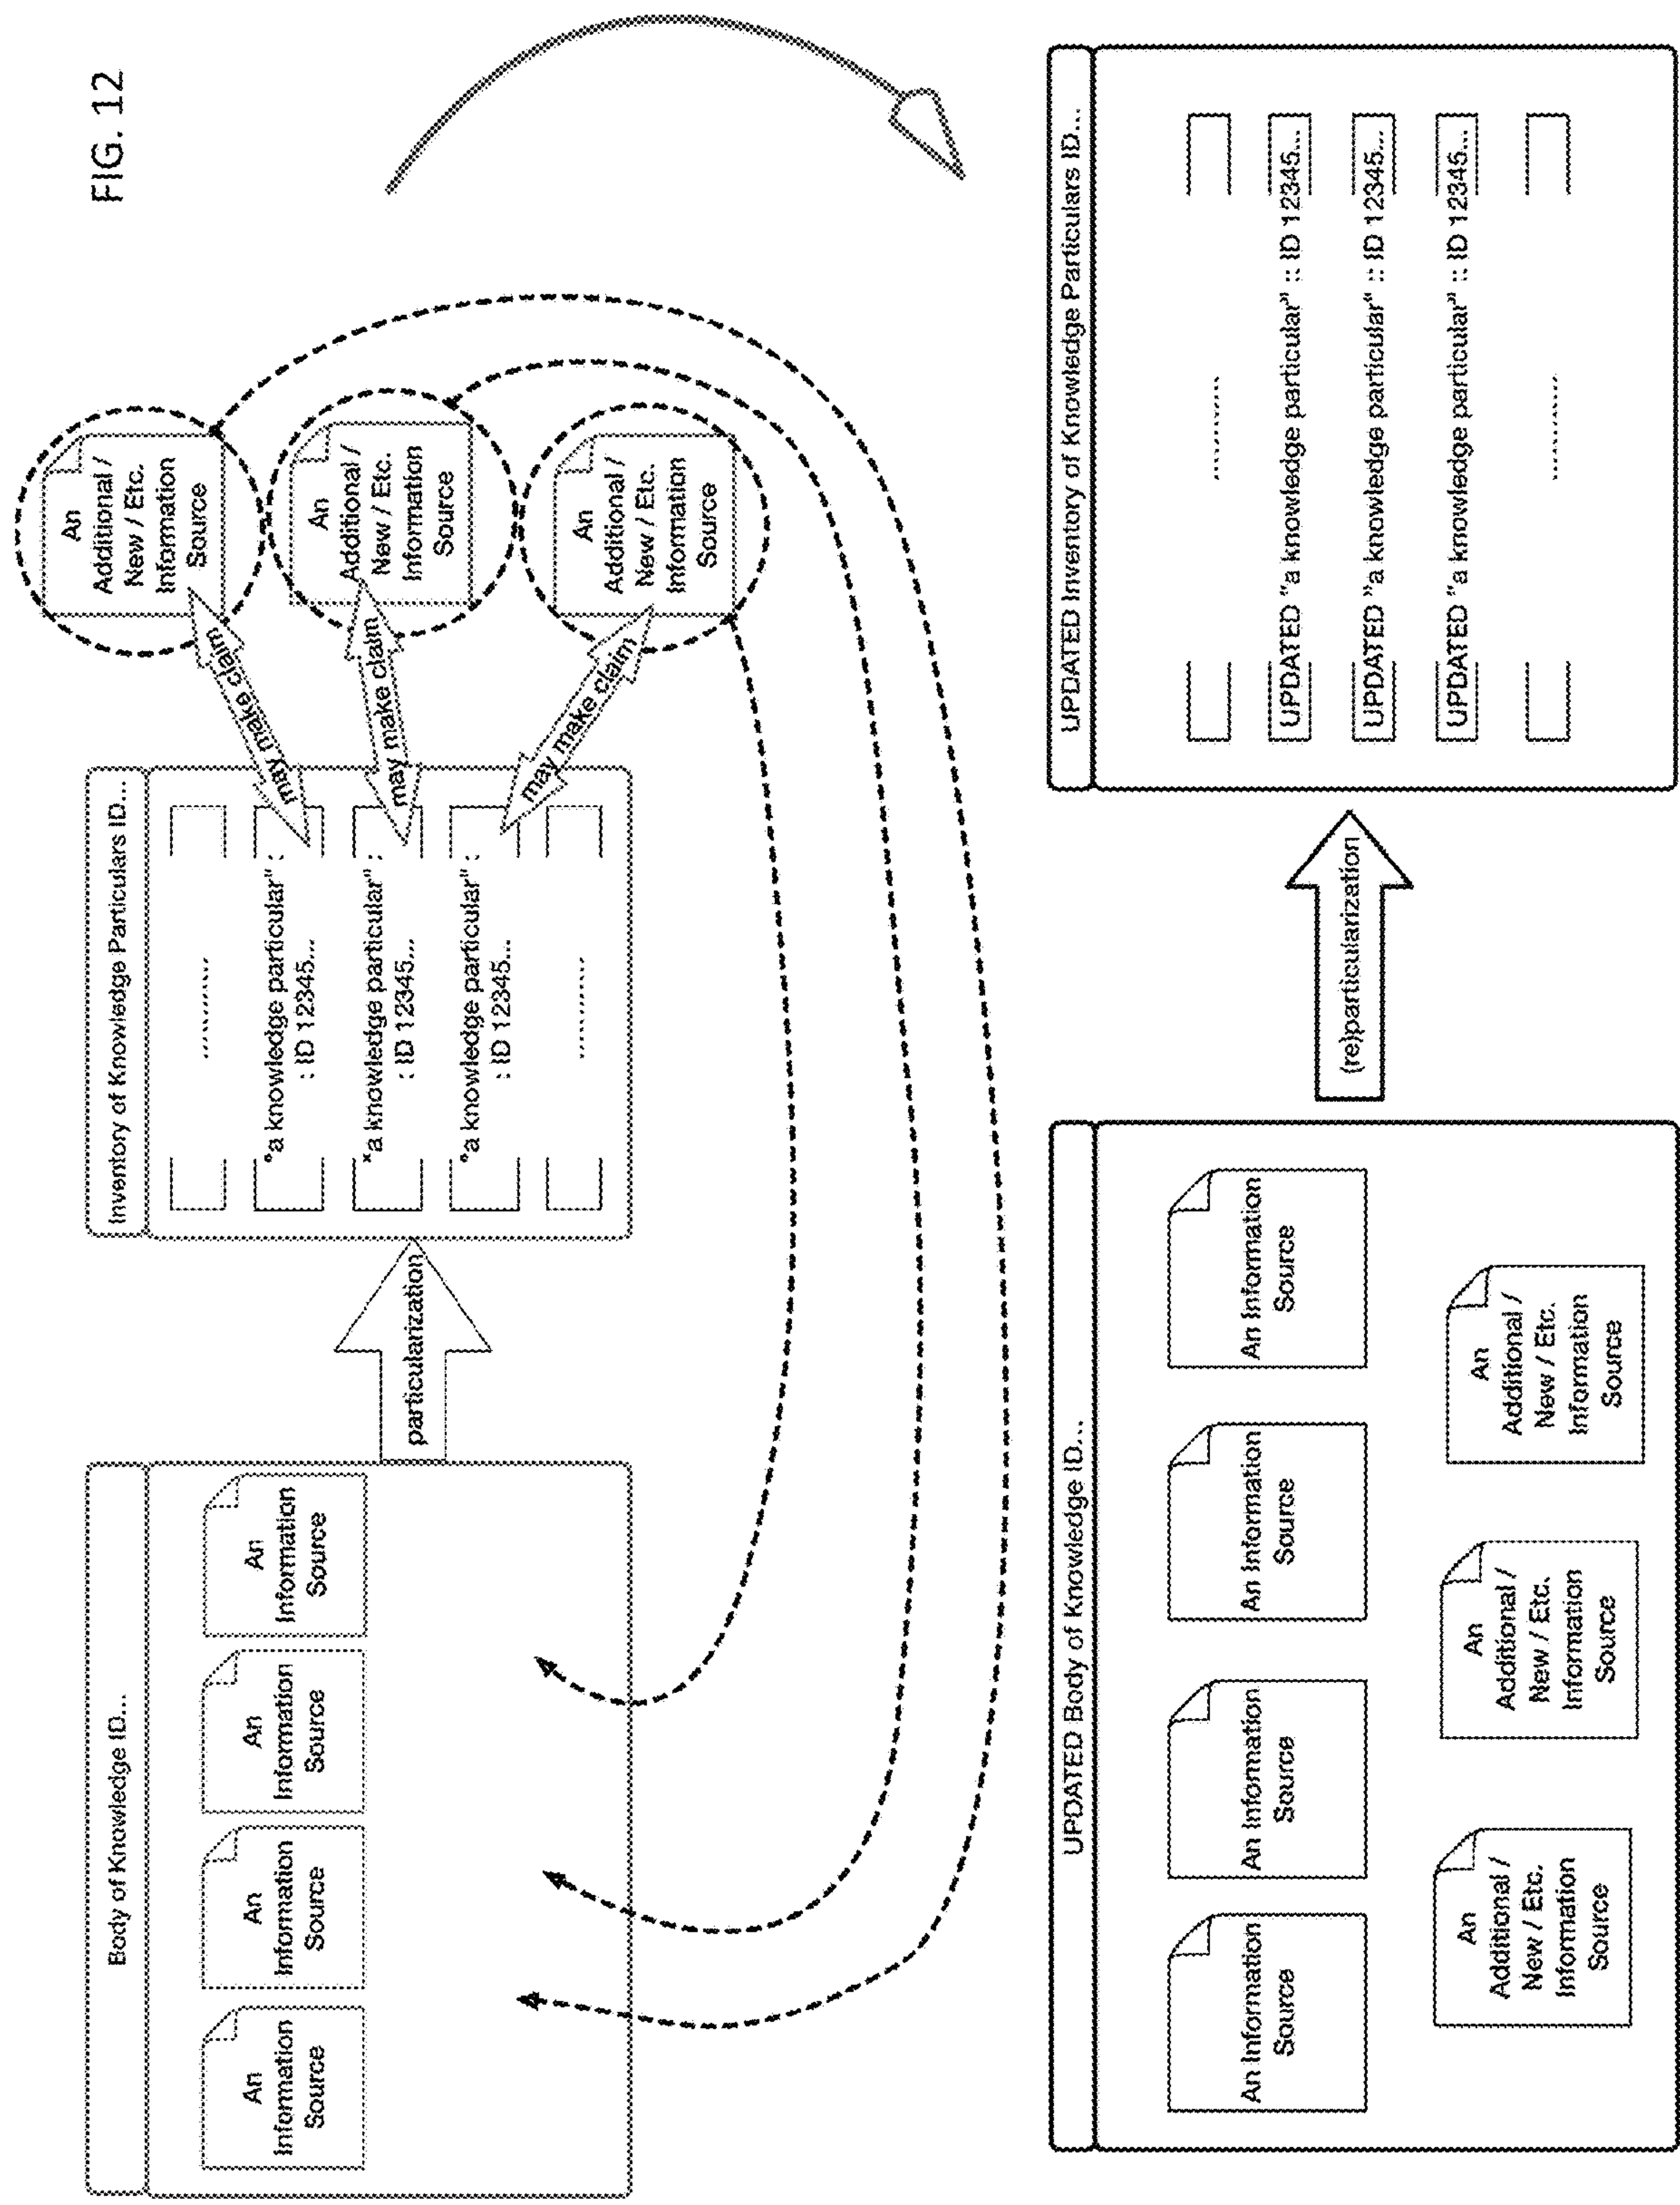 FIG. 12
Body of Knowledge ID...
An
Information
Source
An
Information
Source
An
Information
Source
An
Information
Source
particularization
Inventory of Knowledge Particulars ID...
..........
"a knowledge particular" :
: ID 12345...
"a knowledge particular" :
: ID 12345...
"a knowledge particular" :
: ID 12345...
..........
may make claim
may make claim
may make claim
An
Additional /
New / Etc.
Information
Source
An
Additional /
New / Etc.
Information
Source
An
Additional /
New / Etc.
Information
Source
UPDATED Body of Knowledge ID...
An Information
Source
An Information
Source
An Information
Source
An Information
Source
An
Additional /
New / Etc.
Information
Source
An
Additional /
New / Etc.
Information
Source
An
Additional /
New / Etc.
Information
Source
(re)particularization
UPDATED Inventory of Knowledge Particulars ID...
..........
UPDATED "a knowledge particular" :: ID 12345...
UPDATED "a knowledge particular" :: ID 12345...
UPDATED "a knowledge particular" :: ID 12345...
..........